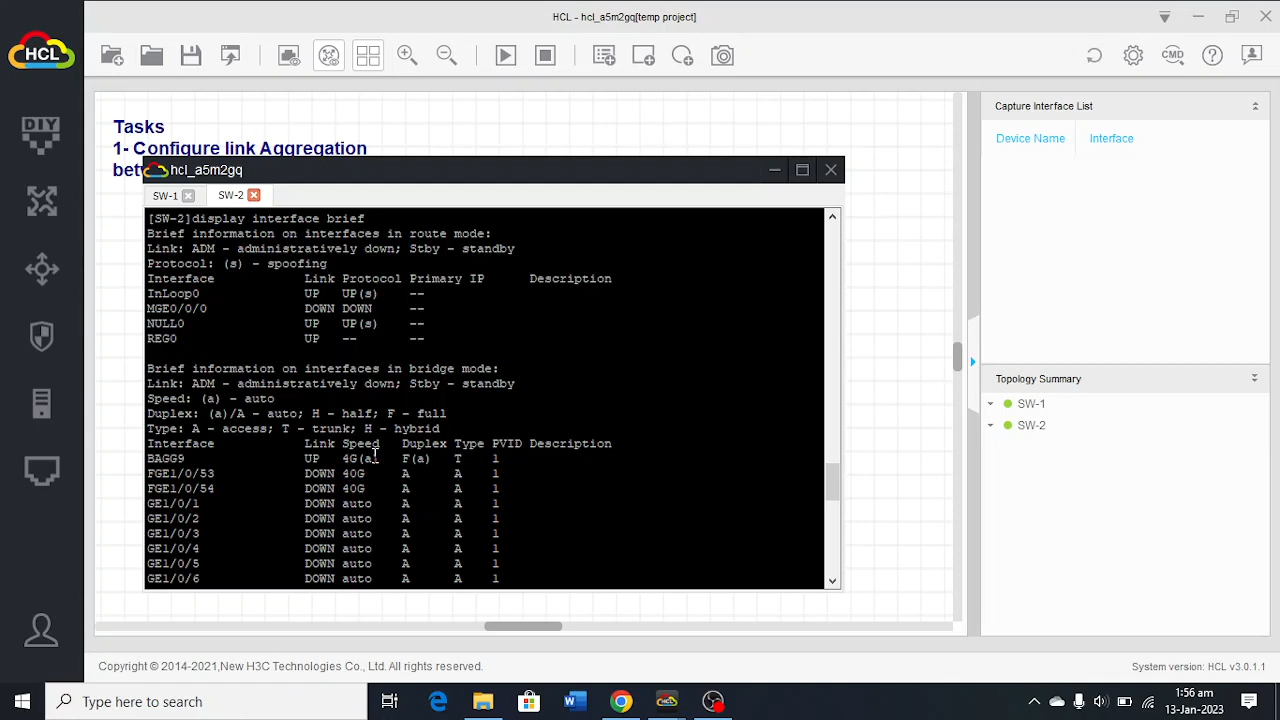 HCL - hcl_a5m2gq[temp project]
HCL
DIY
CMD
Tasks
1- Configure link Aggregation
bet
hcl_a5m2gq
SW-1
SW-2
[SW-2]display interface brief
Brief information on interfaces in route mode:
Link: ADM - administratively down; Stby - standby
Protocol: (s) - spoofing
Interface Link Protocol Primary IP Description
InLoop0 UP UP(s) --
MGE0/0/0 DOWN DOWN --
NULL0 UP UP(s) --
REG0 UP -- --
Brief information on interfaces in bridge mode:
Link: ADM - administratively down; Stby - standby
Speed: (a) - auto
Duplex: (a)/A - auto; H - half; F - full
Type: A - access; T - trunk; H - hybrid
Interface Link Speed Duplex Type PVID Description
BAGG9 UP 4G(a) F(a) T 1
FGE1/0/53 DOWN 40G A A 1
FGE1/0/54 DOWN 40G A A 1
GE1/0/1 DOWN auto A A 1
GE1/0/2 DOWN auto A A 1
GE1/0/3 DOWN auto A A 1
GE1/0/4 DOWN auto A A 1
GE1/0/5 DOWN auto A A 1
GE1/0/6 DOWN auto A A 1
Capture Interface List
Device Name Interface
Topology Summary
SW-1
SW-2
Copyright © 2014-2021,New H3C Technologies Co., Ltd. All rights reserved.
System version: HCL v3.0.1.1
Type here to search
1:56 am
13-Jan-2023